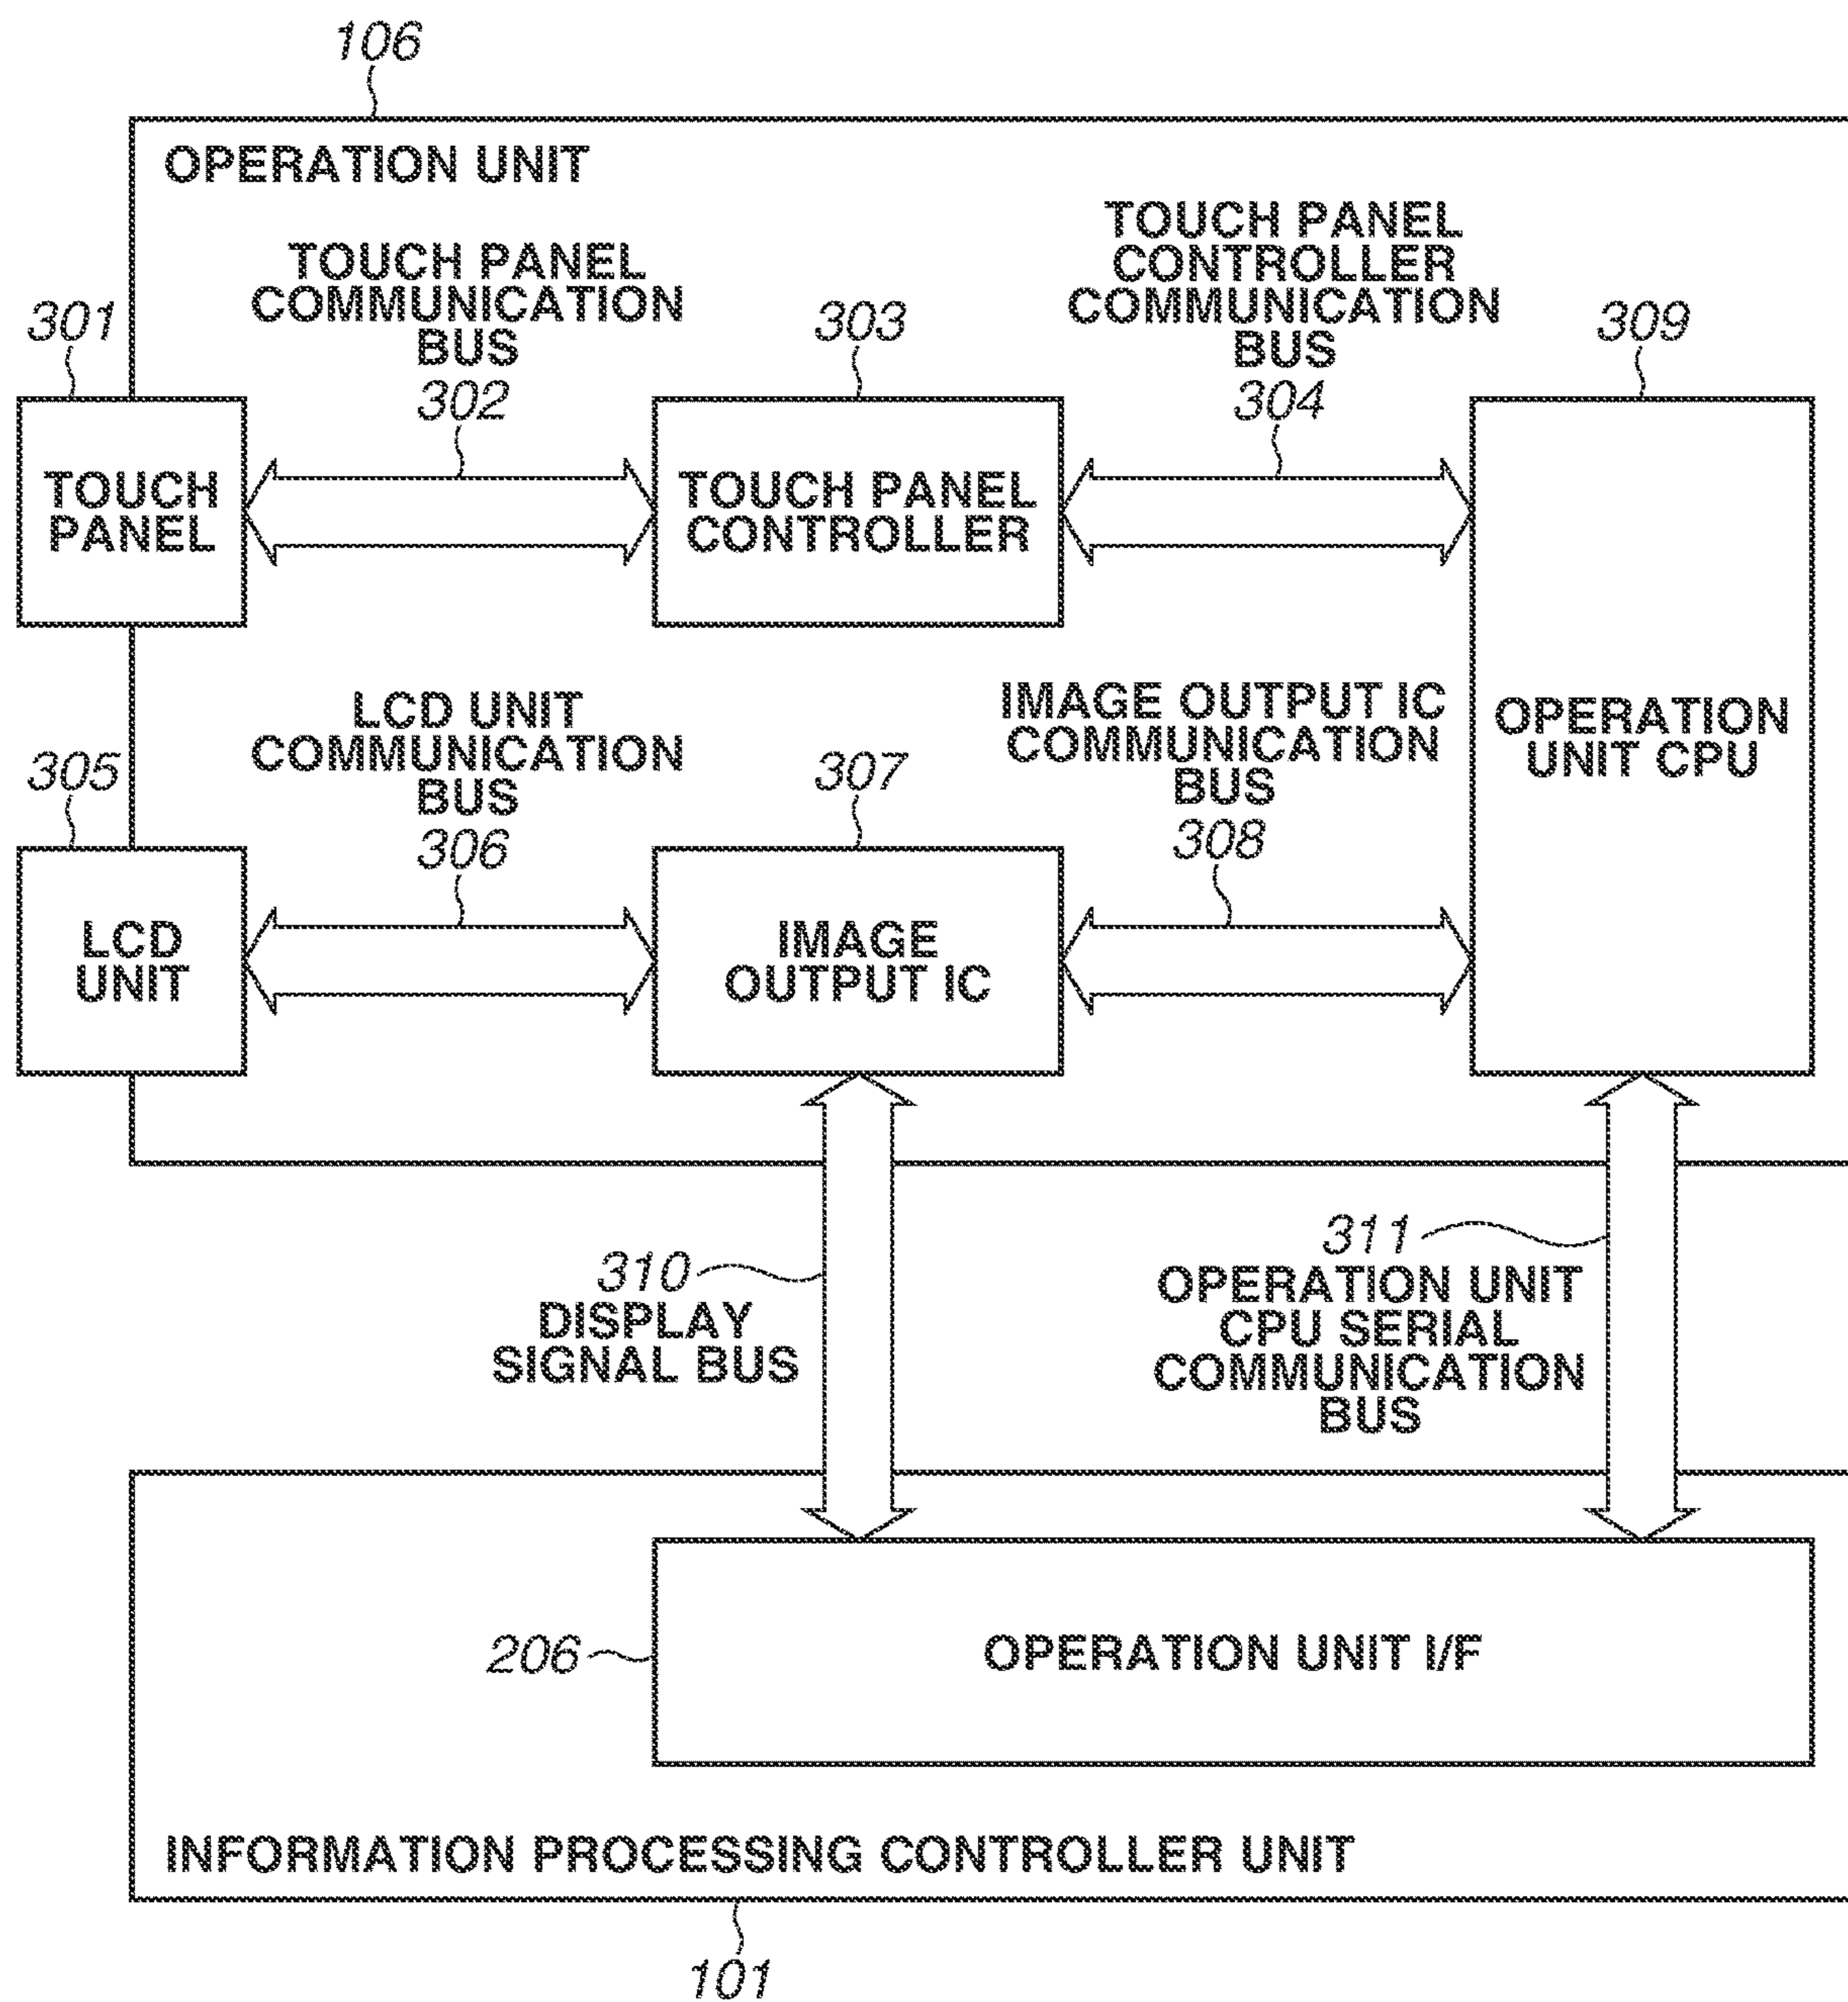 106
OPERATION UNIT
TOUCH PANEL
COMMUNICATION
BUS
302
TOUCH PANEL
CONTROLLER
COMMUNICATION
BUS
304
301
303
309
TOUCH
PANEL
TOUCH PANEL
CONTROLLER
OPERATION
UNIT CPU
LCD UNIT
COMMUNICATION
BUS
306
IMAGE OUTPUT IC
COMMUNICATION
BUS
308
305
307
LCD
UNIT
IMAGE
OUTPUT IC
310
DISPLAY
SIGNAL BUS
311
OPERATION UNIT
CPU SERIAL
COMMUNICATION
BUS
206
OPERATION UNIT I/F
INFORMATION PROCESSING CONTROLLER UNIT
101